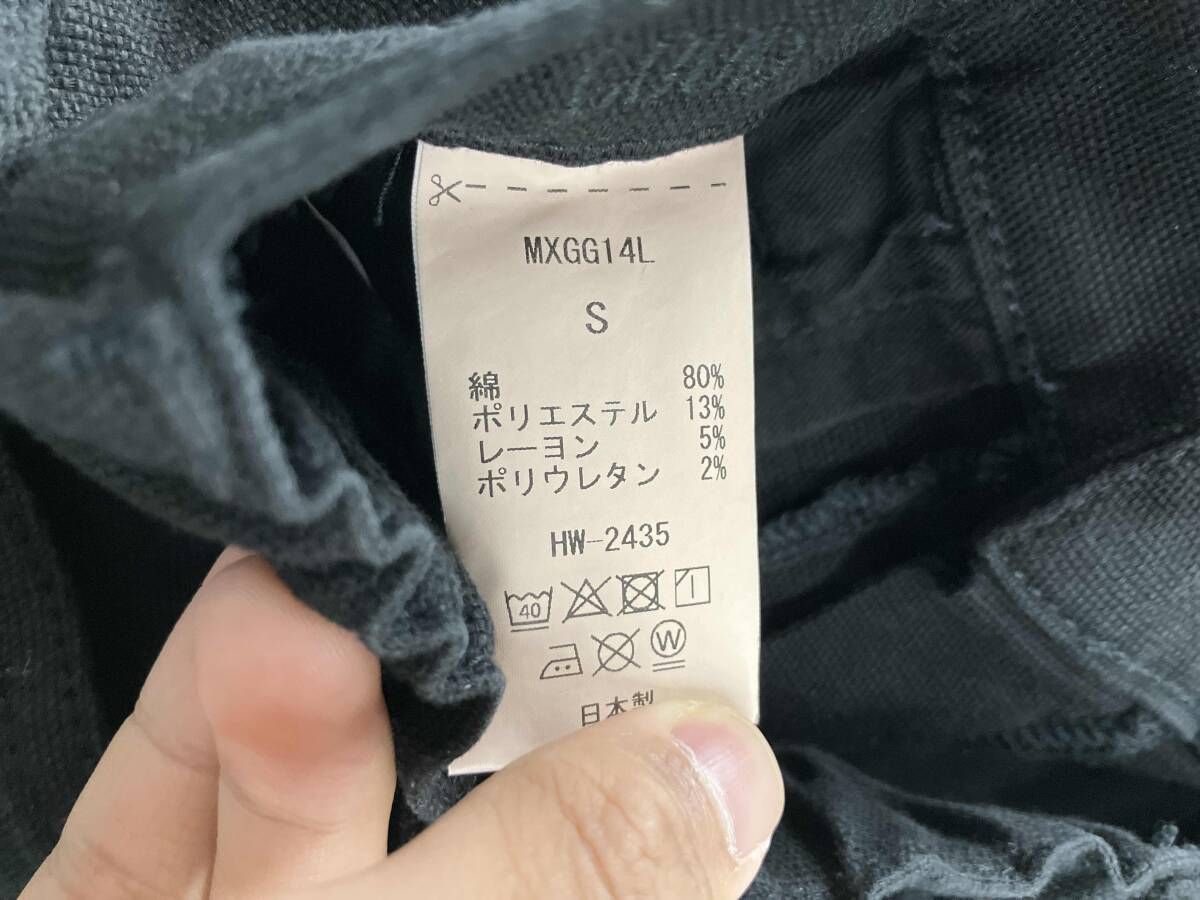 MXGG14L
S
綿 80%
ポリエステル 13%
レーヨン 5%
ポリウレタン 2%
HW-2435
40
W
日本製